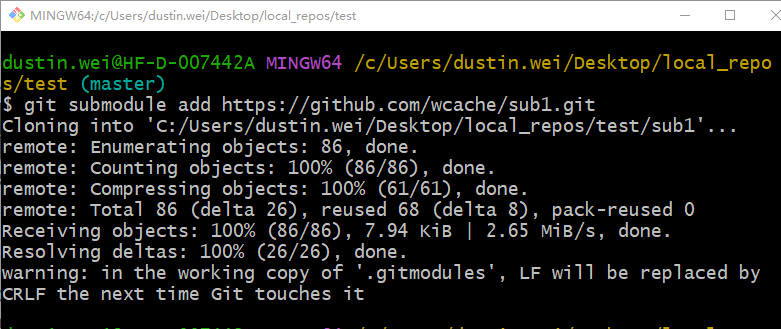 MINGW64:/c/Users/dustin.wei/Desktop/local_repos/test
dustin.wei@HF-D-007442A MINGW64 /c/Users/dustin.wei/Desktop/local_repo
s/test (master)
$ git submodule add https://github.com/wcache/sub1.git
Cloning into 'C:/Users/dustin.wei/Desktop/local_repos/test/sub1'...
remote: Enumerating objects: 86, done.
remote: Counting objects: 100% (86/86), done.
remote: Compressing objects: 100% (61/61), done.
remote: Total 86 (delta 26), reused 68 (delta 8), pack-reused 0
Receiving objects: 100% (86/86), 7.94 KiB | 2.65 MiB/s, done.
Resolving deltas: 100% (26/26), done.
warning: in the working copy of '.gitmodules', LF will be replaced by
CRLF the next time Git touches it